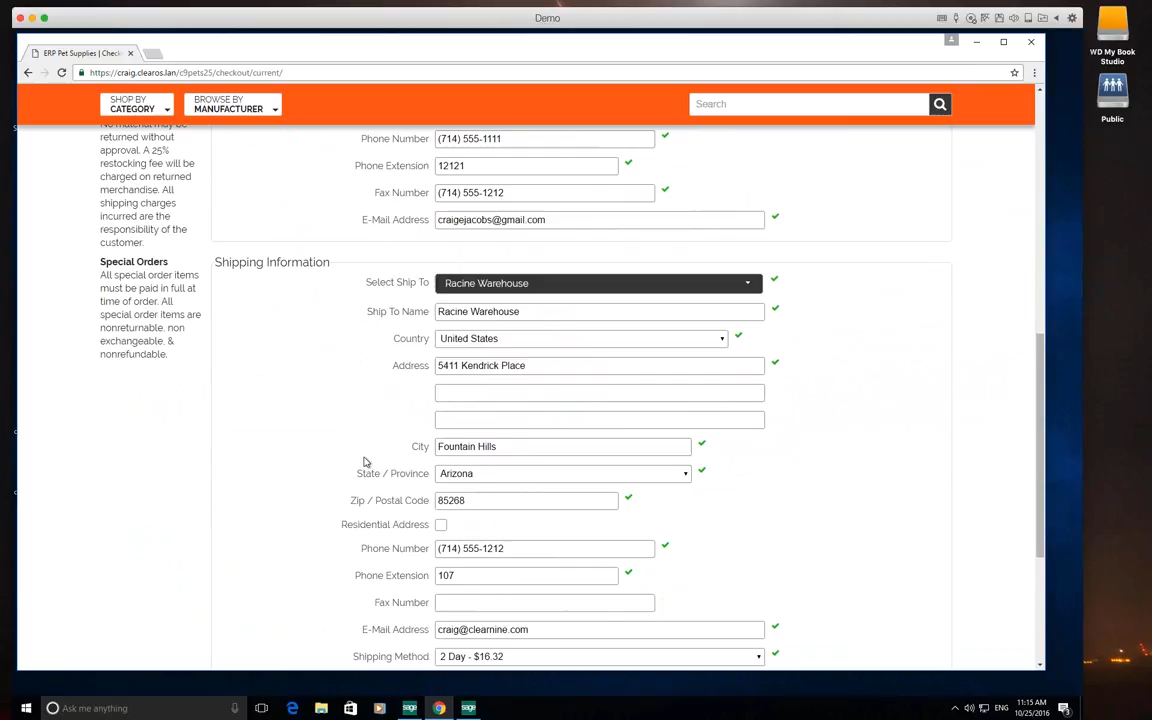 Demo
WD My Book
Studio
Public
ERP Pet Supplies | Check
https://craig.clearos.lan/c9pets25/checkout/current/
SHOP BY
CATEGORY
BROWSE BY
MANUFACTURER
Search
No material may be
returned without
approval. A 25%
restocking fee will be
charged on returned
merchandise. All
shipping charges
incurred are the
responsibility of the
customer.
Special Orders
All special order items
must be paid in full at
time of order. All
special order items are
nonreturnable, non
exchangeable, &
nonrefundable.
Phone Number (714) 555-1111
Phone Extension 12121
Fax Number (714) 555-1212
E-Mail Address craigejacobs@gmail.com
Shipping Information
Select Ship To Racine Warehouse
Ship To Name Racine Warehouse
Country United States
Address 5411 Kendrick Place
City Fountain Hills
State / Province Arizona
Zip / Postal Code 85268
Residential Address
Phone Number (714) 555-1212
Phone Extension 107
Fax Number
E-Mail Address craig@clearnine.com
Shipping Method 2 Day - $16.32
Ask me anything
sage
sage
ENG
11:15 AM
10/25/2016
3